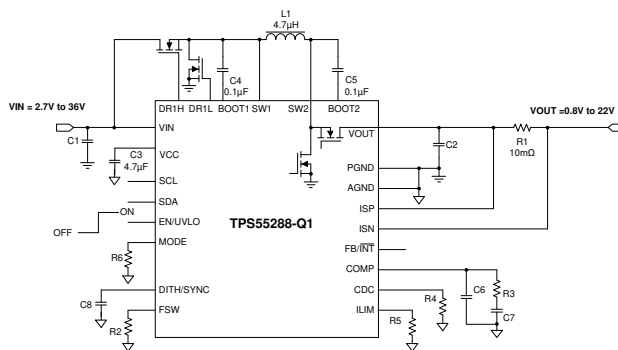 L1
4.7µH
C4
0.1µF
C5
0.1µF
DR1H DR1L BOOT1 SW1 SW2 BOOT2
VIN = 2.7V to 36V
VOUT =0.8V to 22V
C1
VIN
VOUT
C2
R1
10mΩ
C3
4.7µF
VCC
PGND
SCL
AGND
SDA
ISP
ON
OFF
EN/UVLO
TPS55288-Q1
ISN
MODE
FB/INT
R6
COMP
DITH/SYNC
CDC
C8
R4
C6
R3
C7
FSW
ILIM
R2
R5